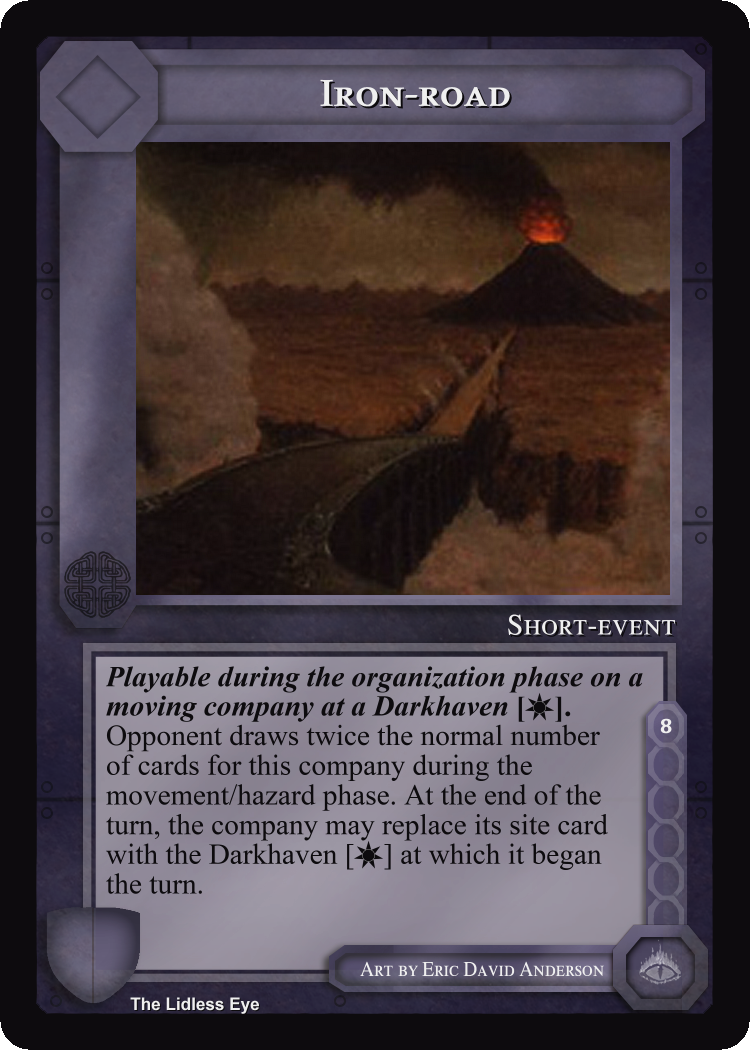 Iron-road
Short-event
Playable during the organization phase on a
moving company at a Darkhaven [☀].
Opponent draws twice the normal number
of cards for this company during the
movement/hazard phase. At the end of the
turn, the company may replace its site card
with the Darkhaven [☀] at which it began
the turn.
8
Art by Eric David Anderson
The Lidless Eye